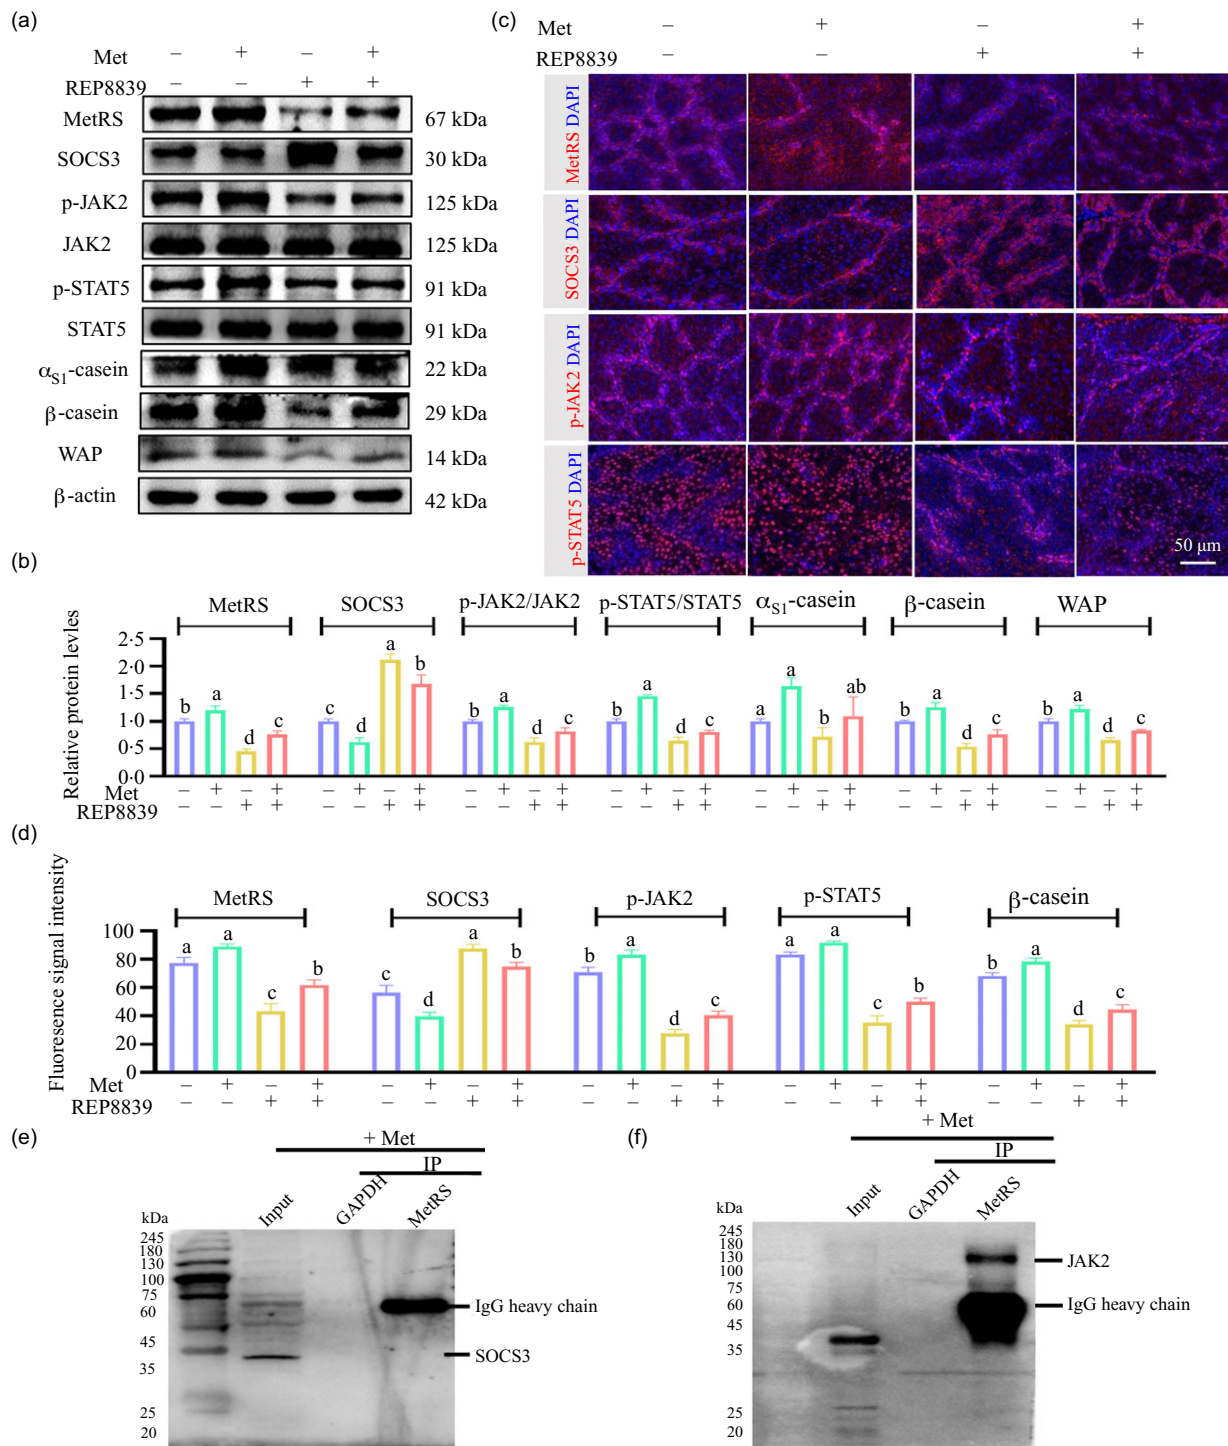 (a)
Met – + – +
REP8839 – – + +
MetRS 67 kDa
SOCS3 30 kDa
p-JAK2 125 kDa
JAK2 125 kDa
p-STAT5 91 kDa
STAT5 91 kDa
αS1-casein 22 kDa
β-casein 29 kDa
WAP 14 kDa
β-actin 42 kDa
(c)
Met – + – +
REP8839 – – + +
MetRS DAPI
SOCS3 DAPI
p-JAK2 DAPI
p-STAT5 DAPI
50 μm
(b)
MetRS SOCS3 p-JAK2/JAK2 p-STAT5/STAT5 αS1-casein β-casein WAP
Relative protein levles
2·5
2·0
1·5
1·0
0·5
0·0
b a d c c d a b b a d c b a d c a a b ab b a d c b a d c
Met – + – + – + – + – + – + – + – + – + – + – + – + – + – +
REP8839 – – + + – – + + – – + + – – + + – – + + – – + + – – + +
(d)
MetRS SOCS3 p-JAK2 p-STAT5 β-casein
Fluoresence signal intensity
100
80
60
40
20
0
a a c b c d a b b a d c a a c b b a d c
Met – + – + – + – + – + – + – + – + – + – +
REP8839 – – + + – – + + – – + + – – + + – – + +
(e)
+ Met
IP
Input GAPDH MetRS
kDa
245
180
130
100
75
60
45
35
25
20
IgG heavy chain
SOCS3
(f)
+ Met
IP
Input GAPDH MetRS
kDa
245
180
130
100
75
60
45
35
25
20
JAK2
IgG heavy chain